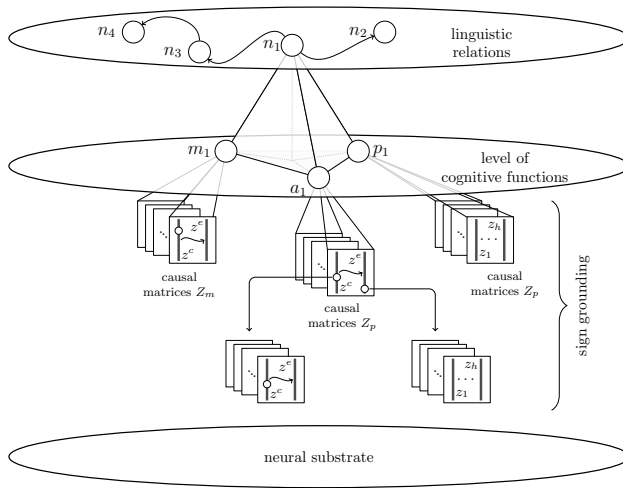 n4
n3
n1
n2
linguistic
relations
m1
p1
a1
level of
cognitive functions
z^e
z^c
causal
matrices Z_m
z^e
z^c
causal
matrices Z_p
z_h
...
z_1
causal
matrices Z_p
sign grounding
z^e
z^c
z_h
...
z_1
neural substrate